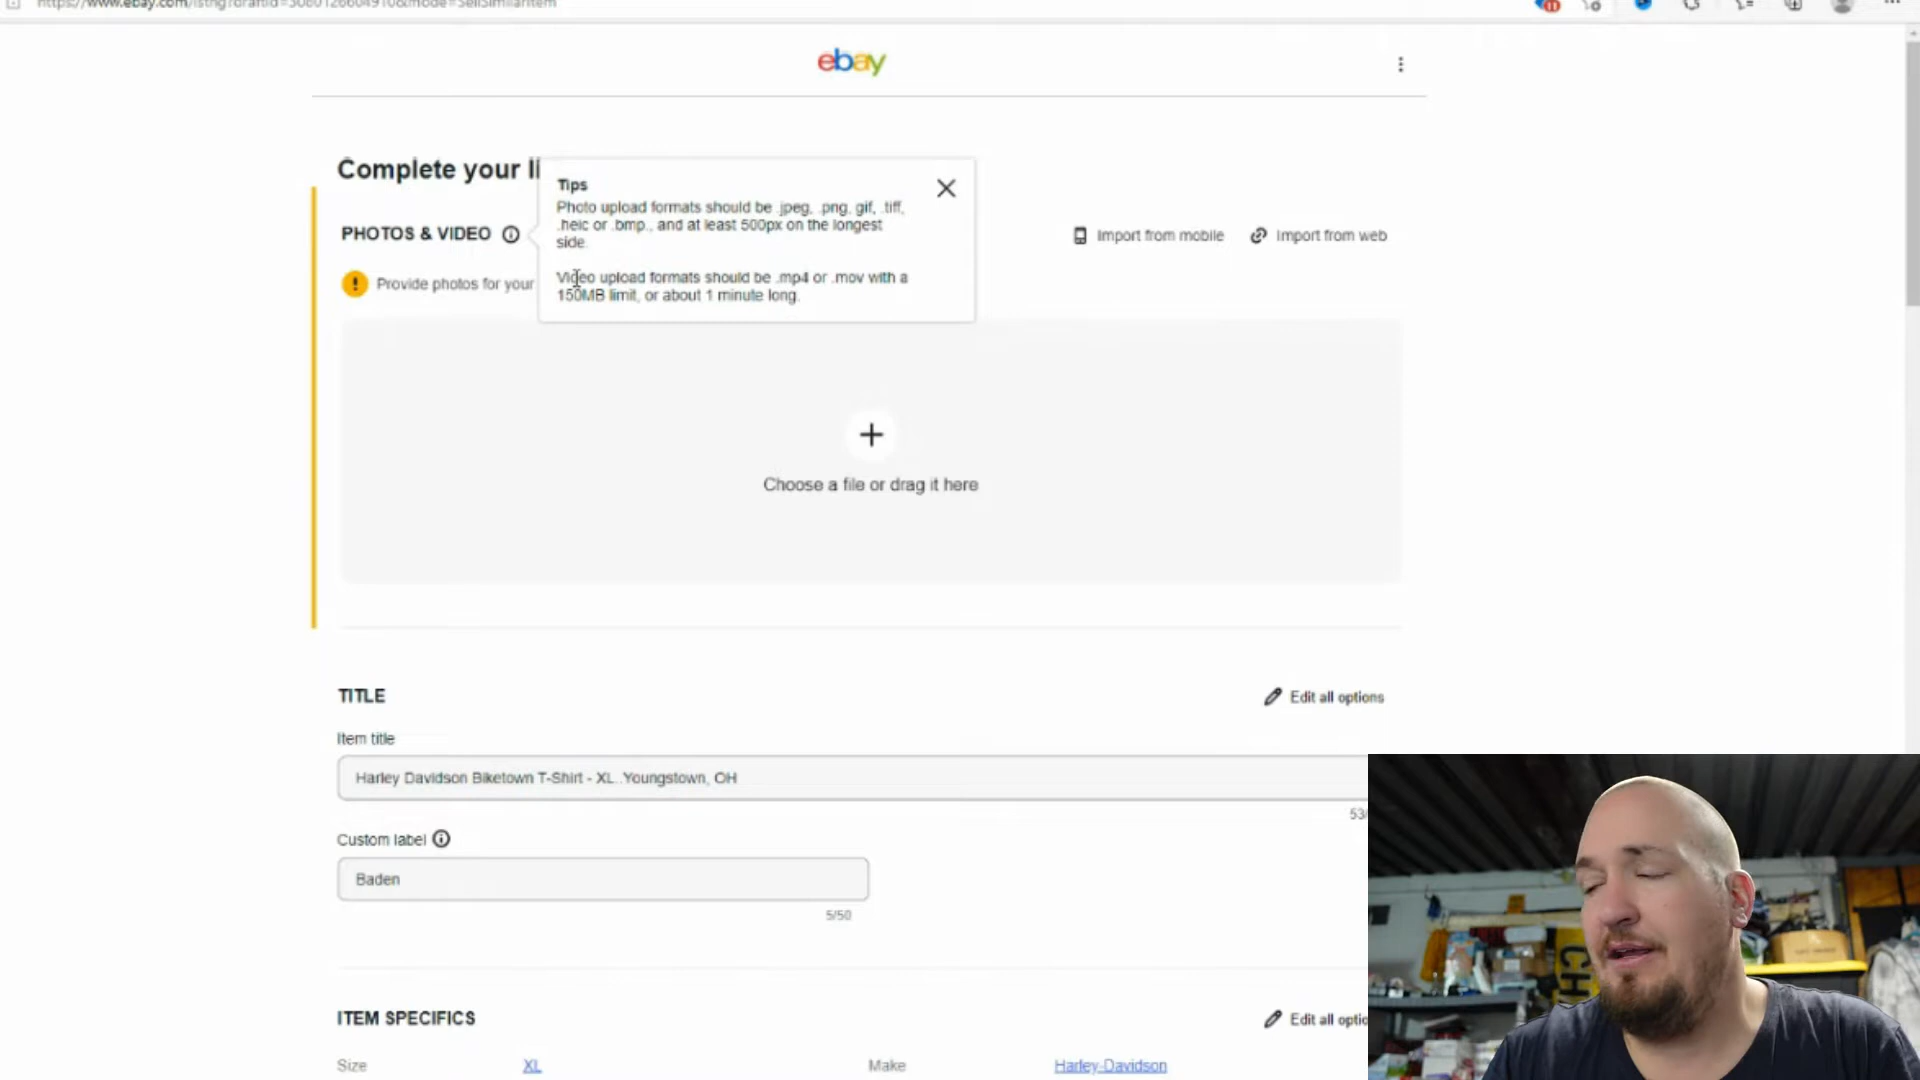 ebay
Complete your li
Tips
Photo upload formats should be .jpeg, .png, gif, .tiff,
.heic or .bmp., and at least 500px on the longest
side.
Video upload formats should be .mp4 or .mov with a
150MB limit, or about 1 minute long.
PHOTOS & VIDEO
Import from mobile
Import from web
Provide photos for your
Choose a file or drag it here
TITLE
Edit all options
Item title
Harley Davidson Biketown T-Shirt - XL..Youngstown, OH
53/
Custom label
Baden
5/50
ITEM SPECIFICS
Edit all optio
Size
XL
Make
Harley-Davidson